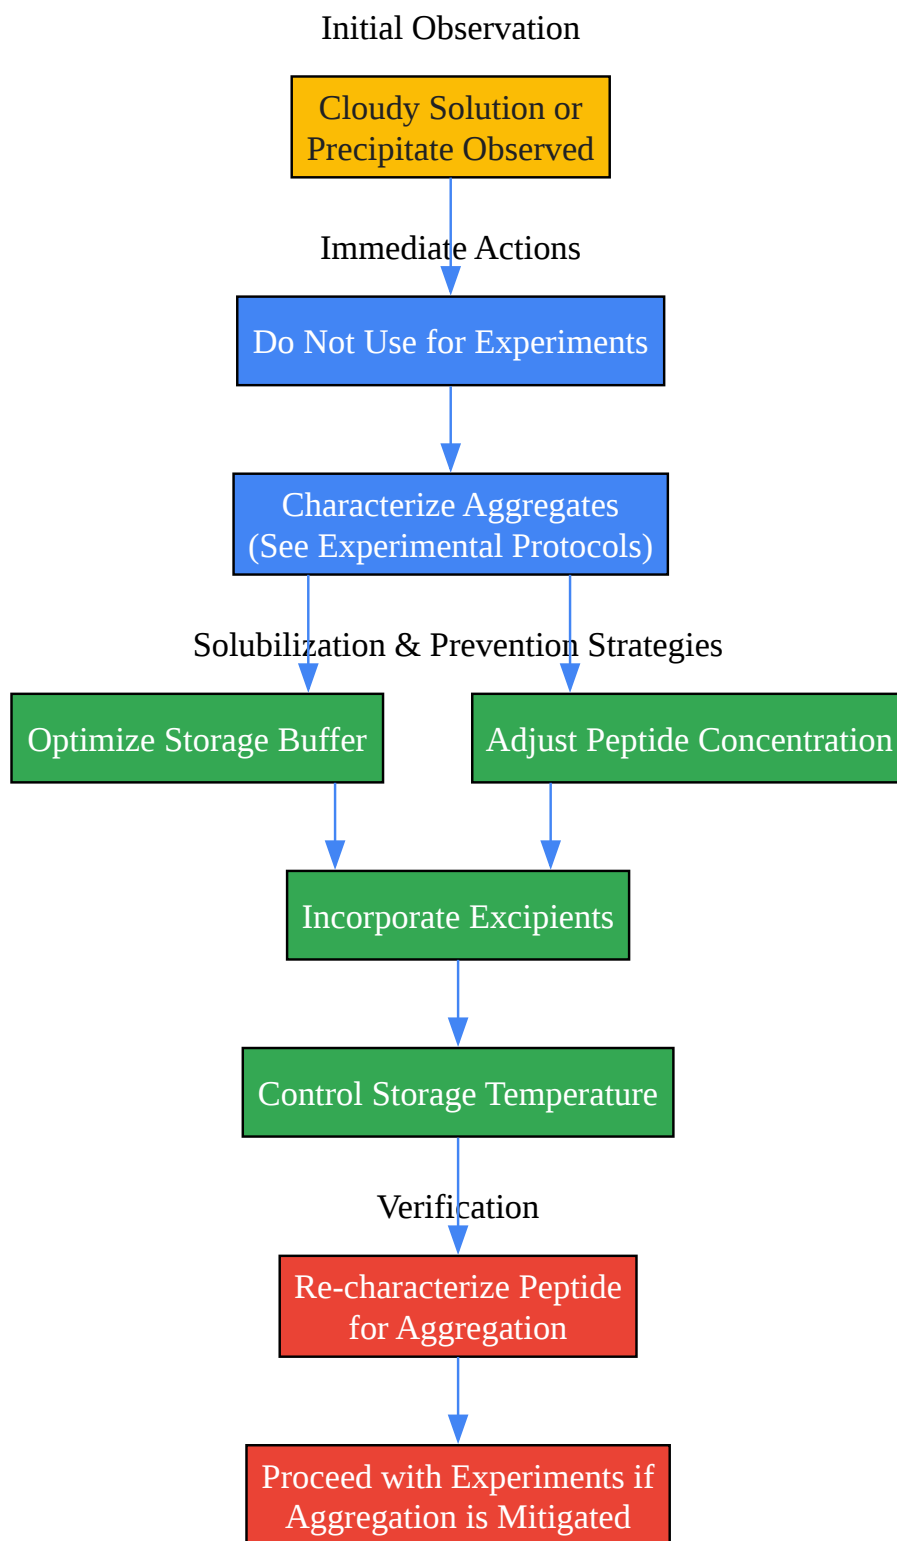 Initial Observation
Cloudy Solution or
Precipitate Observed
Immediate Actions
Do Not Use for Experiments
Characterize Aggregates
(See Experimental Protocols)
Solubilization & Prevention Strategies
Optimize Storage Buffer
Adjust Peptide Concentration
Incorporate Excipients
Control Storage Temperature
Verification
Re-characterize Peptide
for Aggregation
Proceed with Experiments if
Aggregation is Mitigated